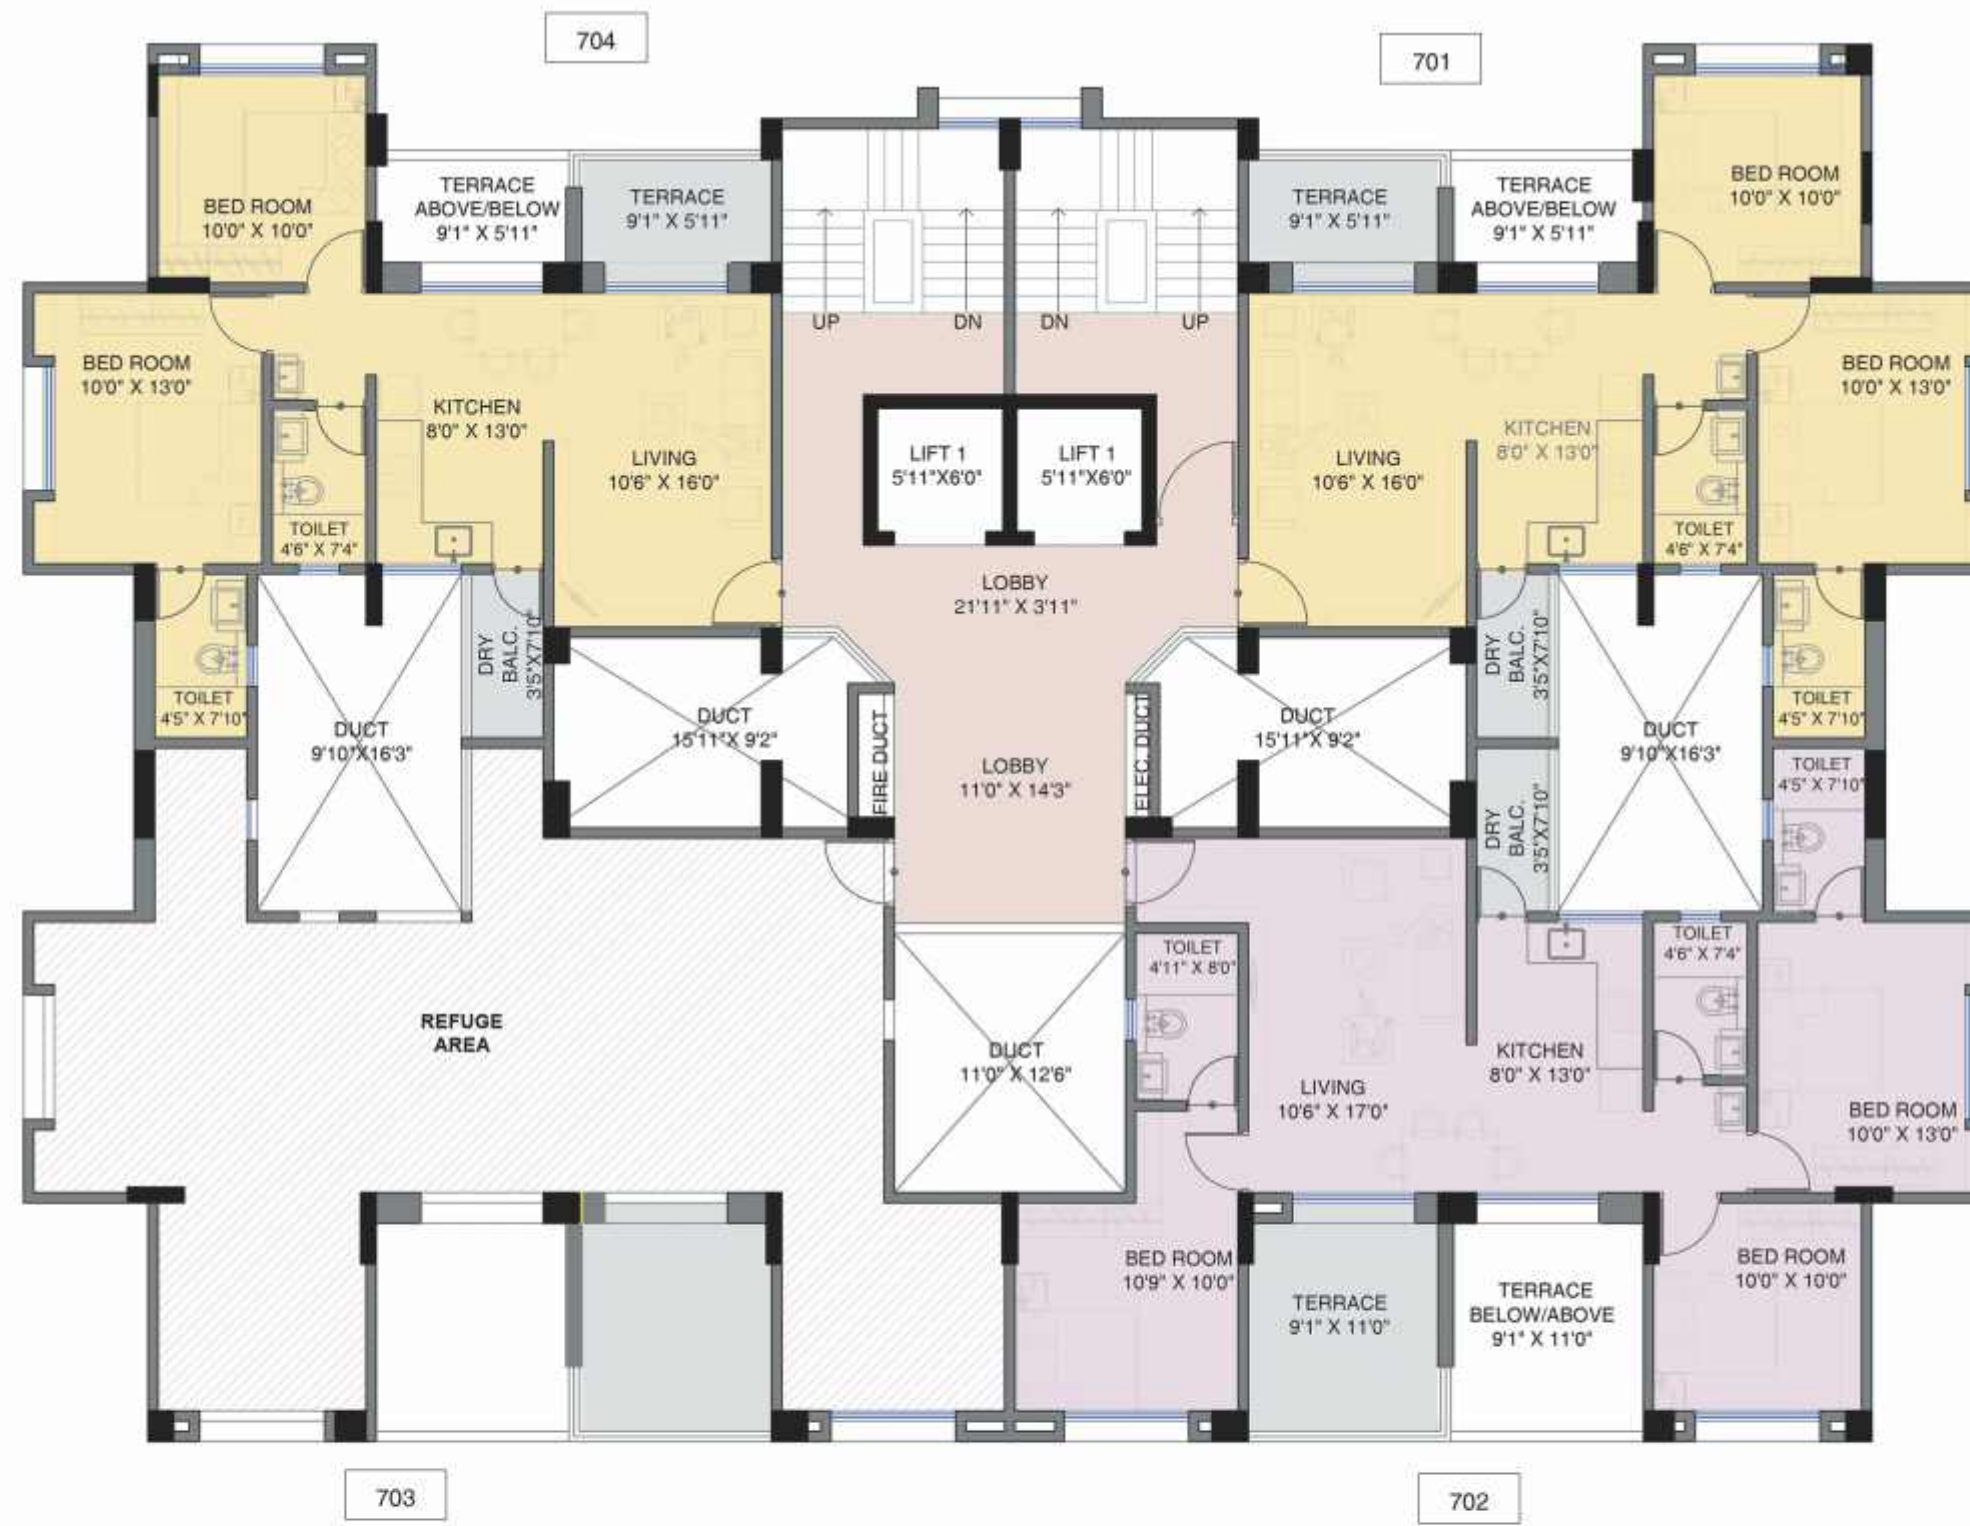 704
701
BED ROOM
10'0" X 10'0"
TERRACE
ABOVE/BELOW
9'1" X 5'11"
TERRACE
9'1" X 5'11"
TERRACE
9'1" X 5'11"
TERRACE
ABOVE/BELOW
9'1" X 5'11"
BED ROOM
10'0" X 10'0"
UP
DN
DN
UP
BED ROOM
10'0" X 13'0"
KITCHEN
8'0" X 13'0"
LIVING
10'6" X 16'0"
LIFT 1
5'11"X6'0"
LIFT 1
5'11"X6'0"
LIVING
10'6" X 16'0"
KITCHEN
8'0" X 13'0"
BED ROOM
10'0" X 13'0"
TOILET
4'6" X 7'4"
TOILET
4'6" X 7'4"
LOBBY
21'11" X 3'11"
TOILET
4'5" X 7'10"
DUCT
9'10"X16'3"
DRY
BALC.
3'5"X7'10"
DUCT
15'11"X 9'2"
FIRE DUCT
LOBBY
11'0" X 14'3"
ELEC. DUCT
DUCT
15'11"X 9'2"
DRY
BALC.
3'5"X7'10"
DUCT
9'10"X16'3"
TOILET
4'5" X 7'10"
TOILET
4'5" X 7'10"
DRY
BALC.
3'5"X7'10"
REFUGE
AREA
DUCT
11'0" X 12'6"
TOILET
4'11" X 8'0"
TOILET
4'6" X 7'4"
LIVING
10'6" X 17'0"
KITCHEN
8'0" X 13'0"
BED ROOM
10'0" X 13'0"
BED ROOM
10'9" X 10'0"
TERRACE
9'1" X 11'0"
TERRACE
BELOW/ABOVE
9'1" X 11'0"
BED ROOM
10'0" X 10'0"
703
702